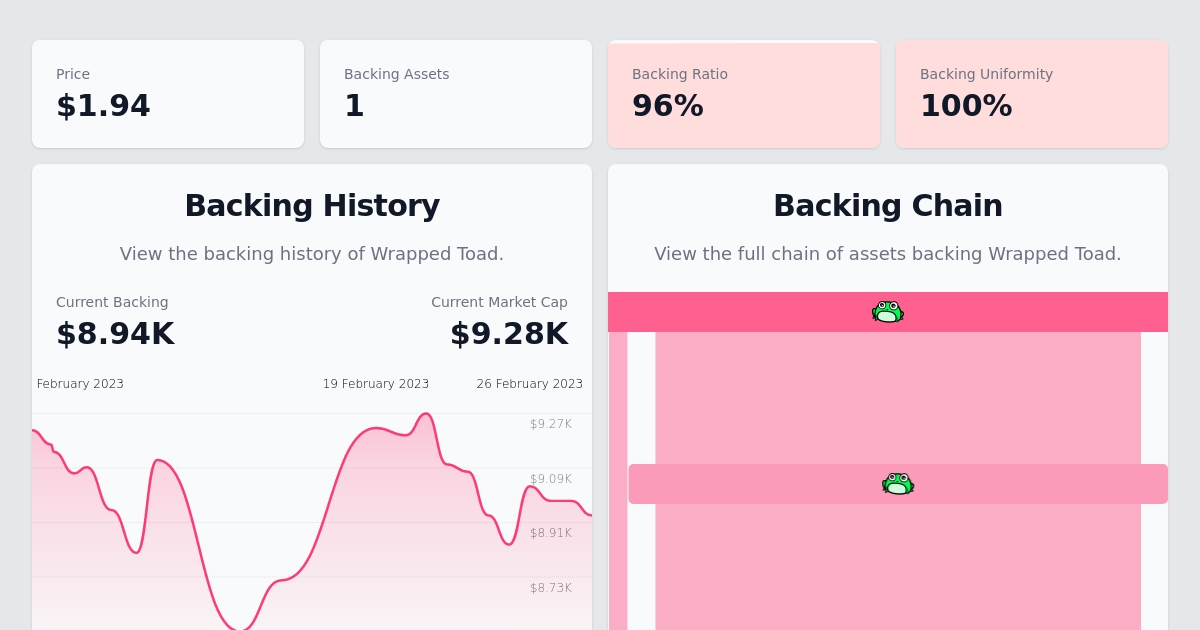 Price
$1.94
Backing Assets
1
Backing Ratio
96%
Backing Uniformity
100%
Backing History
View the backing history of Wrapped Toad.
Current Backing
$8.94K
Current Market Cap
$9.28K
February 2023
19 February 2023
26 February 2023
$9.27K
$9.09K
$8.91K
$8.73K
Backing Chain
View the full chain of assets backing Wrapped Toad.